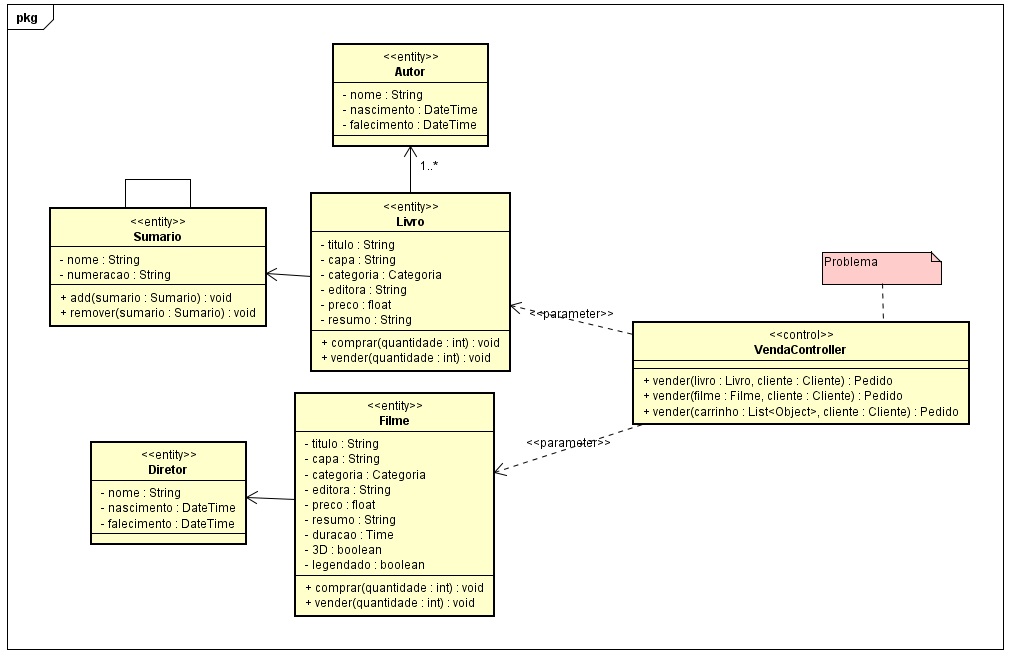 pkg
<<entity>>
Autor
- nome : String
- nascimento : DateTime
- falecimento : DateTime
1..*
<<entity>>
Sumario
- nome : String
- numeracao : String
+ add(sumario : Sumario) : void
+ remover(sumario : Sumario) : void
<<entity>>
Livro
- titulo : String
- capa : String
- categoria : Categoria
- editora : String
- preco : float
- resumo : String
+ comprar(quantidade : int) : void
+ vender(quantidade : int) : void
Problema
<<parameter>>
<<control>>
VendaController
+ vender(livro : Livro, cliente : Cliente) : Pedido
+ vender(filme : Filme, cliente : Cliente) : Pedido
+ vender(carrinho : List<Object>, cliente : Cliente) : Pedido
<<parameter>>
<<entity>>
Filme
- titulo : String
- capa : String
- categoria : Categoria
- editora : String
- preco : float
- resumo : String
- duracao : Time
- 3D : boolean
- legendado : boolean
+ comprar(quantidade : int) : void
+ vender(quantidade : int) : void
<<entity>>
Diretor
- nome : String
- nascimento : DateTime
- falecimento : DateTime